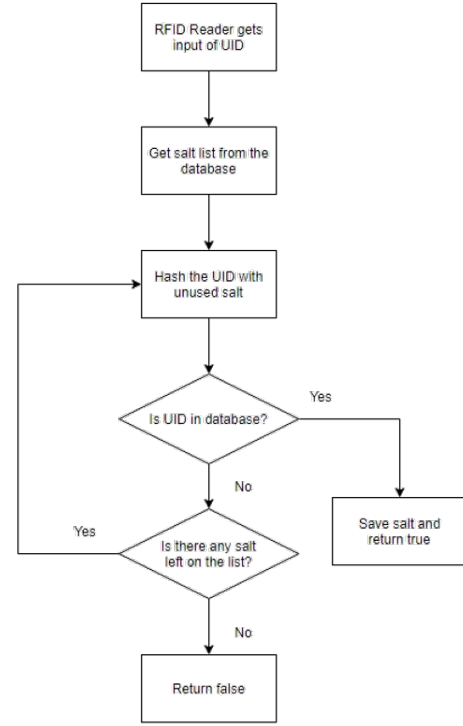 RFID Reader gets
input of UID
Get salt list from the
database
Hash the UID with
unused salt
Is UID in database?
Yes
No
Save salt and
return true
Is there any salt
left on the list?
Yes
No
Return false